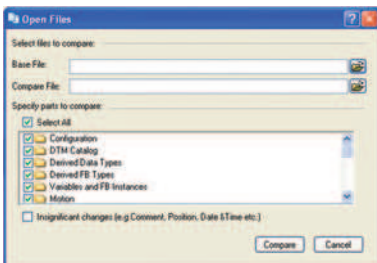 Open Files
Select files to compare:
Base File:
Compare File:
Specify parts to compare:
Select All
Configuration
DTM Catalog
Derived Data Types
Derived FB Types
Variables and FB Instances
Motion
Insignificant changes (e.g Comment, Position, Date &Time etc.)
Compare Cancel